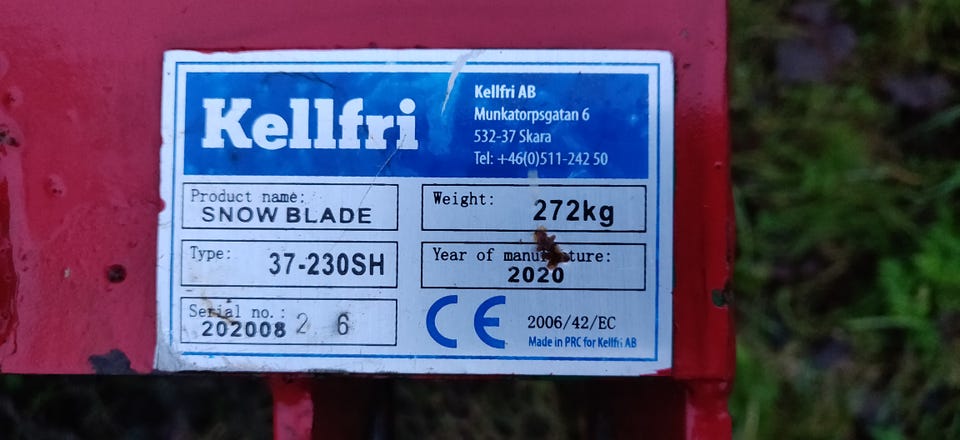 Kellfri
Kellfri AB
Munkatorpsgatan 6
532-37 Skara
Tel: +46(0)511-242 50
Product name:
SNOW BLADE
Weight:
272kg
Type:
37-230SH
Year of manufacture:
2020
Serial no.:
202008 2 6
CE
2006/42/EC
Made in PRC for Kellfri AB